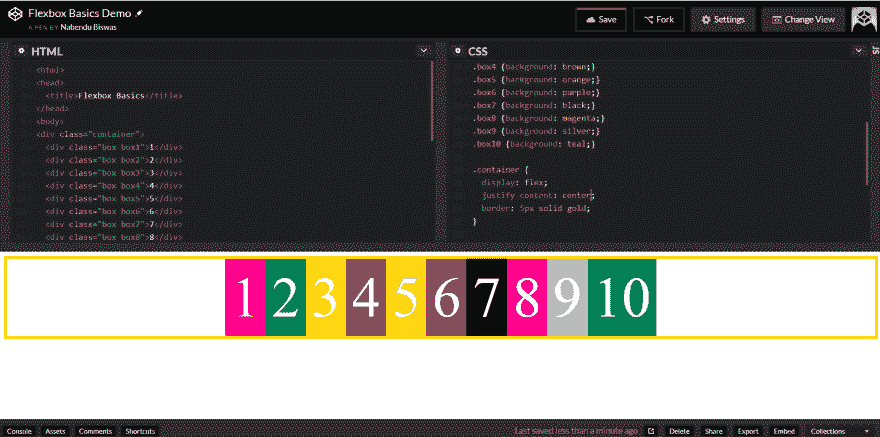 Flexbox Basics Demo
A PEN BY Nabendu Biswas
Save
Fork
Settings
Change View
HTML
<html>
<head>
<title>Flexbox Basics</title>
</head>
<body>
<div class="container">
<div class="box box1">1</div>
<div class="box box2">2</div>
<div class="box box3">3</div>
<div class="box box4">4</div>
<div class="box box5">5</div>
<div class="box box6">6</div>
<div class="box box7">7</div>
<div class="box box8">8</div>
CSS
.box4 {background: brown;}
.box5 {background: orange;}
.box6 {background: purple;}
.box7 {background: black;}
.box8 {background: magenta;}
.box9 {background: silver;}
.box10 {background: teal;}
.container {
display: flex;
justify-content: center;
border: 5px solid gold;
}
JS
1 2 3 4 5 6 7 8 9 10
Console Assets Comments Shortcuts
Last saved less than a minute ago
Delete Share Export Embed Collections